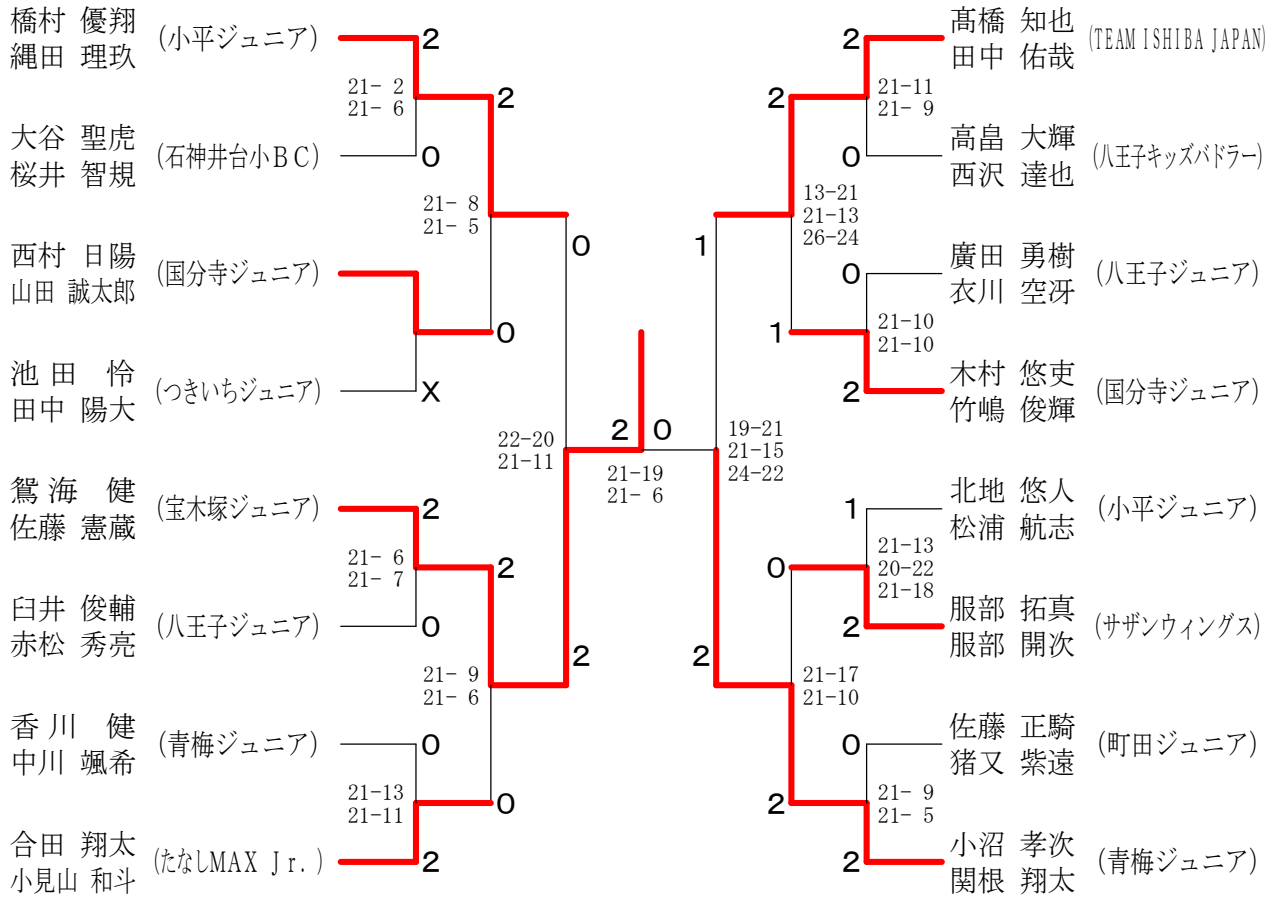 橋村 優翔
縄田 理玖
(小平ジュニア)
2
21- 2
21- 6
2
大谷 聖虎
桜井 智規
(石神井台小ＢＣ)
0
21- 8
21- 5
0
西村 日陽
山田 誠太郎
(国分寺ジュニア)
0
池田 怜
田中 陽大
(つきいちジュニア)
X
22-20
21-11
2
鴛海 健
佐藤 憲蔵
(宝木塚ジュニア)
2
21- 6
21- 7
2
臼井 俊輔
赤松 秀亮
(八王子ジュニア)
0
21- 9
21- 6
2
香川 健
中川 颯希
(青梅ジュニア)
0
21-13
21-11
0
合田 翔太
小見山 和斗
(たなしMAX Jr.)
2
0
21-19
21- 6
髙橋 知也
田中 佑哉
(TEAM ISHIBA JAPAN)
2
21-11
21- 9
2
高畠 大輝
西沢 達也
(八王子キッズバドラー)
0
13-21
21-13
26-24
1
廣田 勇樹
衣川 空冴
(八王子ジュニア)
0
21-10
21-10
1
木村 悠吏
竹嶋 俊輝
(国分寺ジュニア)
2
19-21
21-15
24-22
北地 悠人
松浦 航志
(小平ジュニア)
1
21-13
20-22
21-18
0
服部 拓真
服部 開次
(サザンウィングス)
2
21-17
21-10
2
佐藤 正騎
猪又 紫遠
(町田ジュニア)
0
21- 9
21- 5
2
小沼 孝次
関根 翔太
(青梅ジュニア)
2